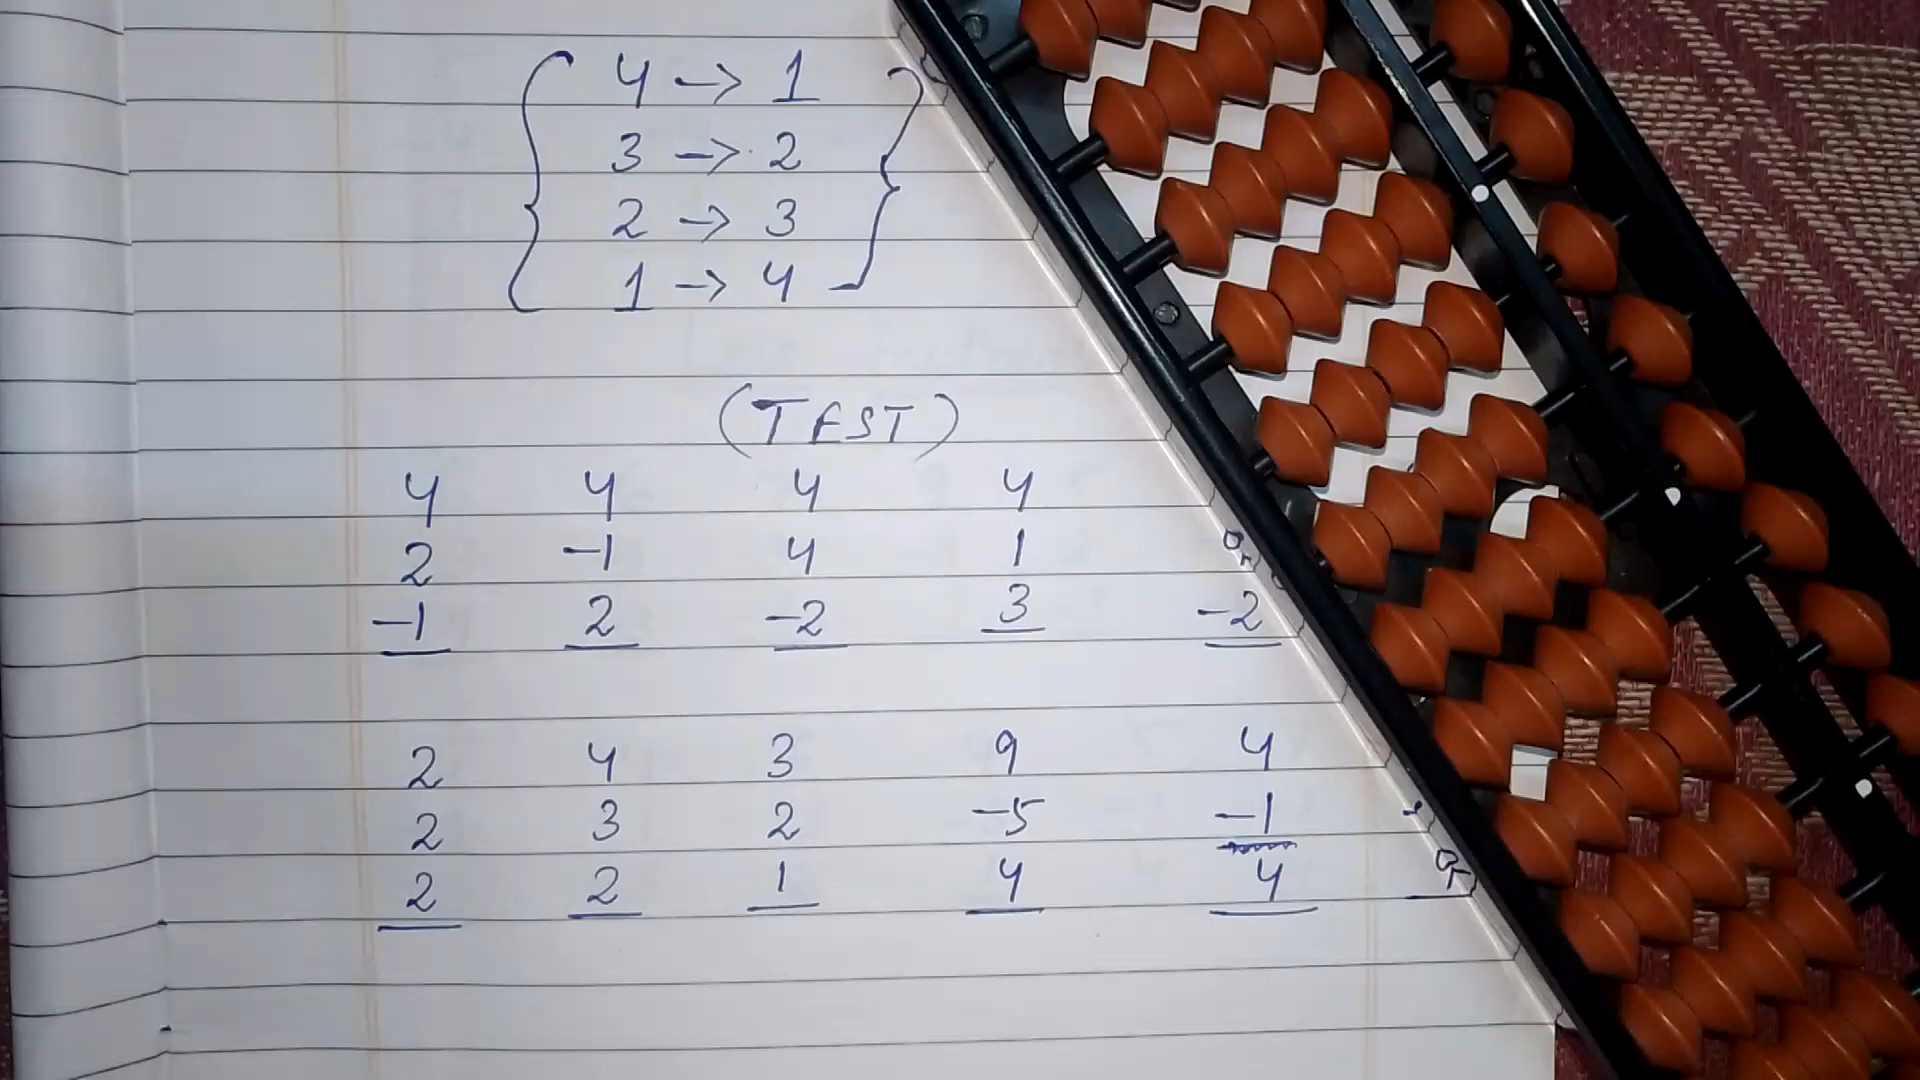 4 -> 1
3 -> 2
2 -> 3
1 -> 4
(TEST)
4 4 4 4
2 -1 4 1
-1 2 -2 3 -2
2 4 3 9 4
2 3 2 -5 -1
2 2 1 4 4